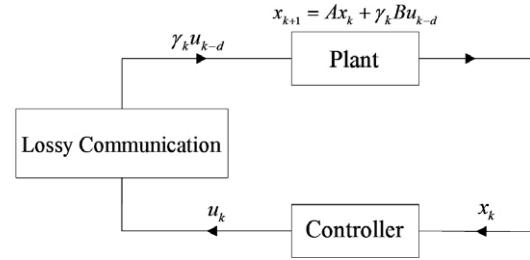 x_{k+1} = Ax_k + γ_k Bu_{k-d}
γ_k u_{k-d}
Plant
Lossy Communication
u_k
Controller
x_k